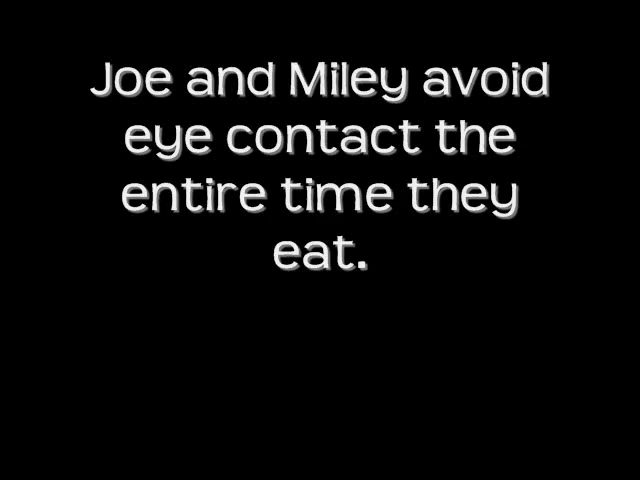 Joe and Miley avoid
eye contact the
entire time they
eat.